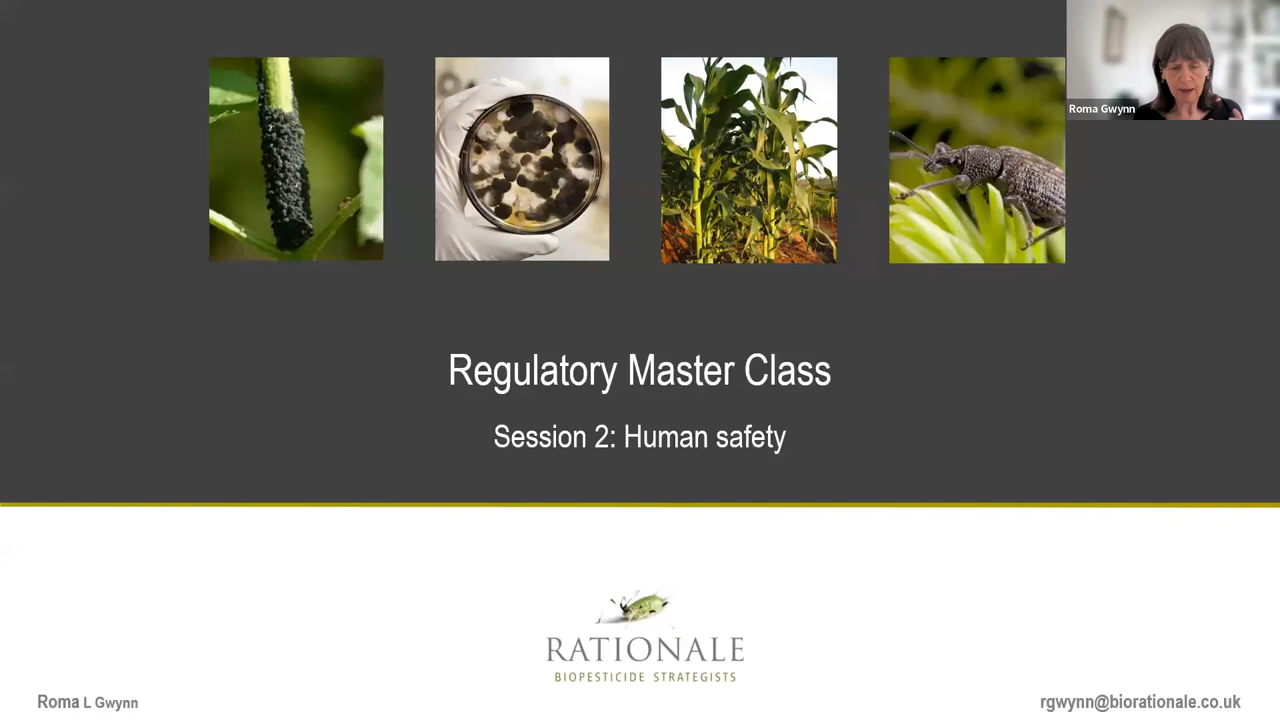 Roma Gwynn
Regulatory Master Class
Session 2: Human safety
RATIONALE
BIOPESTICIDE STRATEGISTS
Roma L Gwynn
rgwynn@biorationale.co.uk